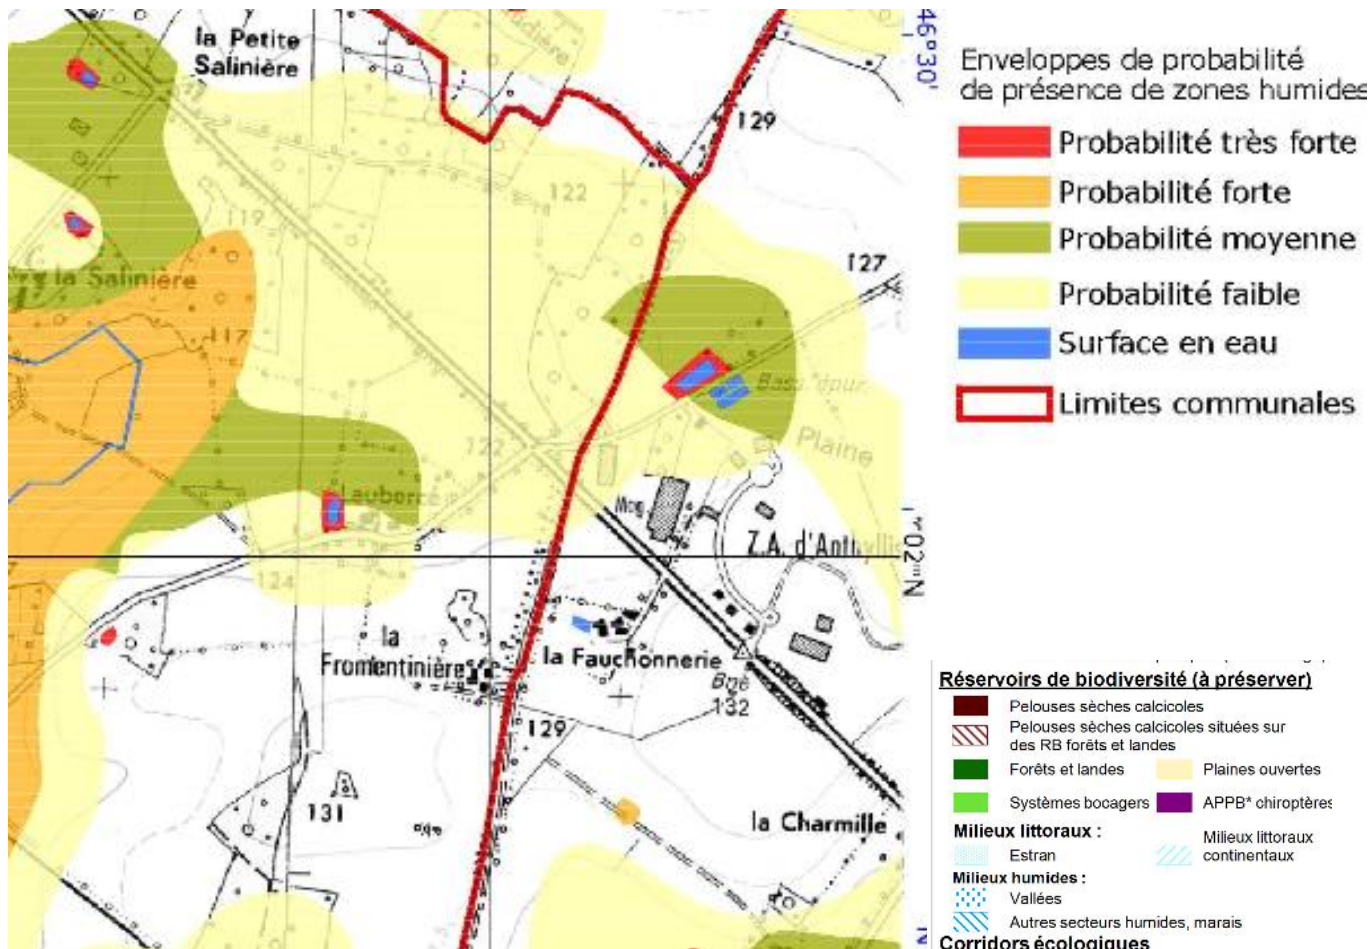 la Petite
Salinière
46°30'
129
122
119
127
la Salinière
117
Bass. épur.
122
Plaine
Mag
Z.A. d'Anthyllis
124
la
Fromentinière
la Fauchonnerie
132
129
131
la Charmille
N
Enveloppes de probabilité
de présence de zones humides
Probabilité très forte
Probabilité forte
Probabilité moyenne
Probabilité faible
Surface en eau
Limites communales
Réservoirs de biodiversité (à préserver)
Pelouses sèches calcicoles
Pelouses sèches calcicoles situées sur
des RB forêts et landes
Forêts et landes
Plaines ouvertes
Systèmes bocagers
APPB* chiroptères
Milieux littoraux :
Estran
Milieux littoraux
continentaux
Milieux humides :
Vallées
Autres secteurs humides, marais
Corridors écologiques